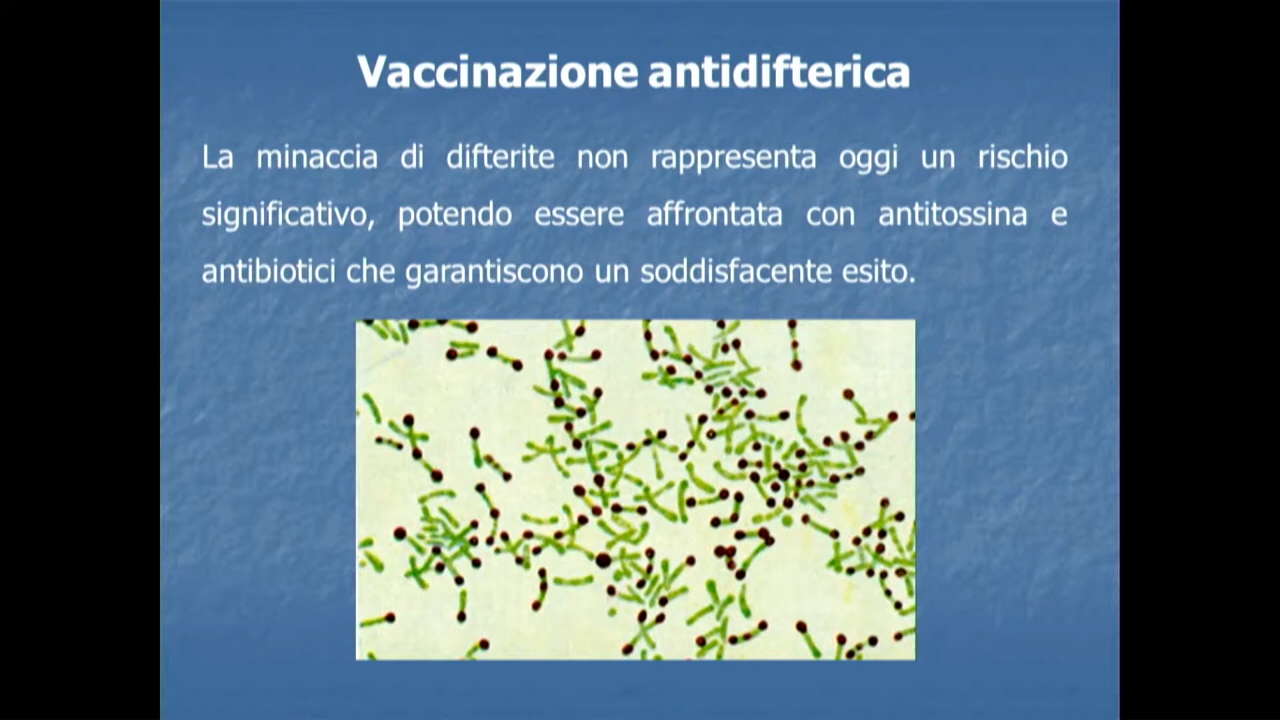 Vaccinazione antidifterica
La minaccia di difterite non rappresenta oggi un rischio
significativo, potendo essere affrontata con antitossina e
antibiotici che garantiscono un soddisfacente esito.